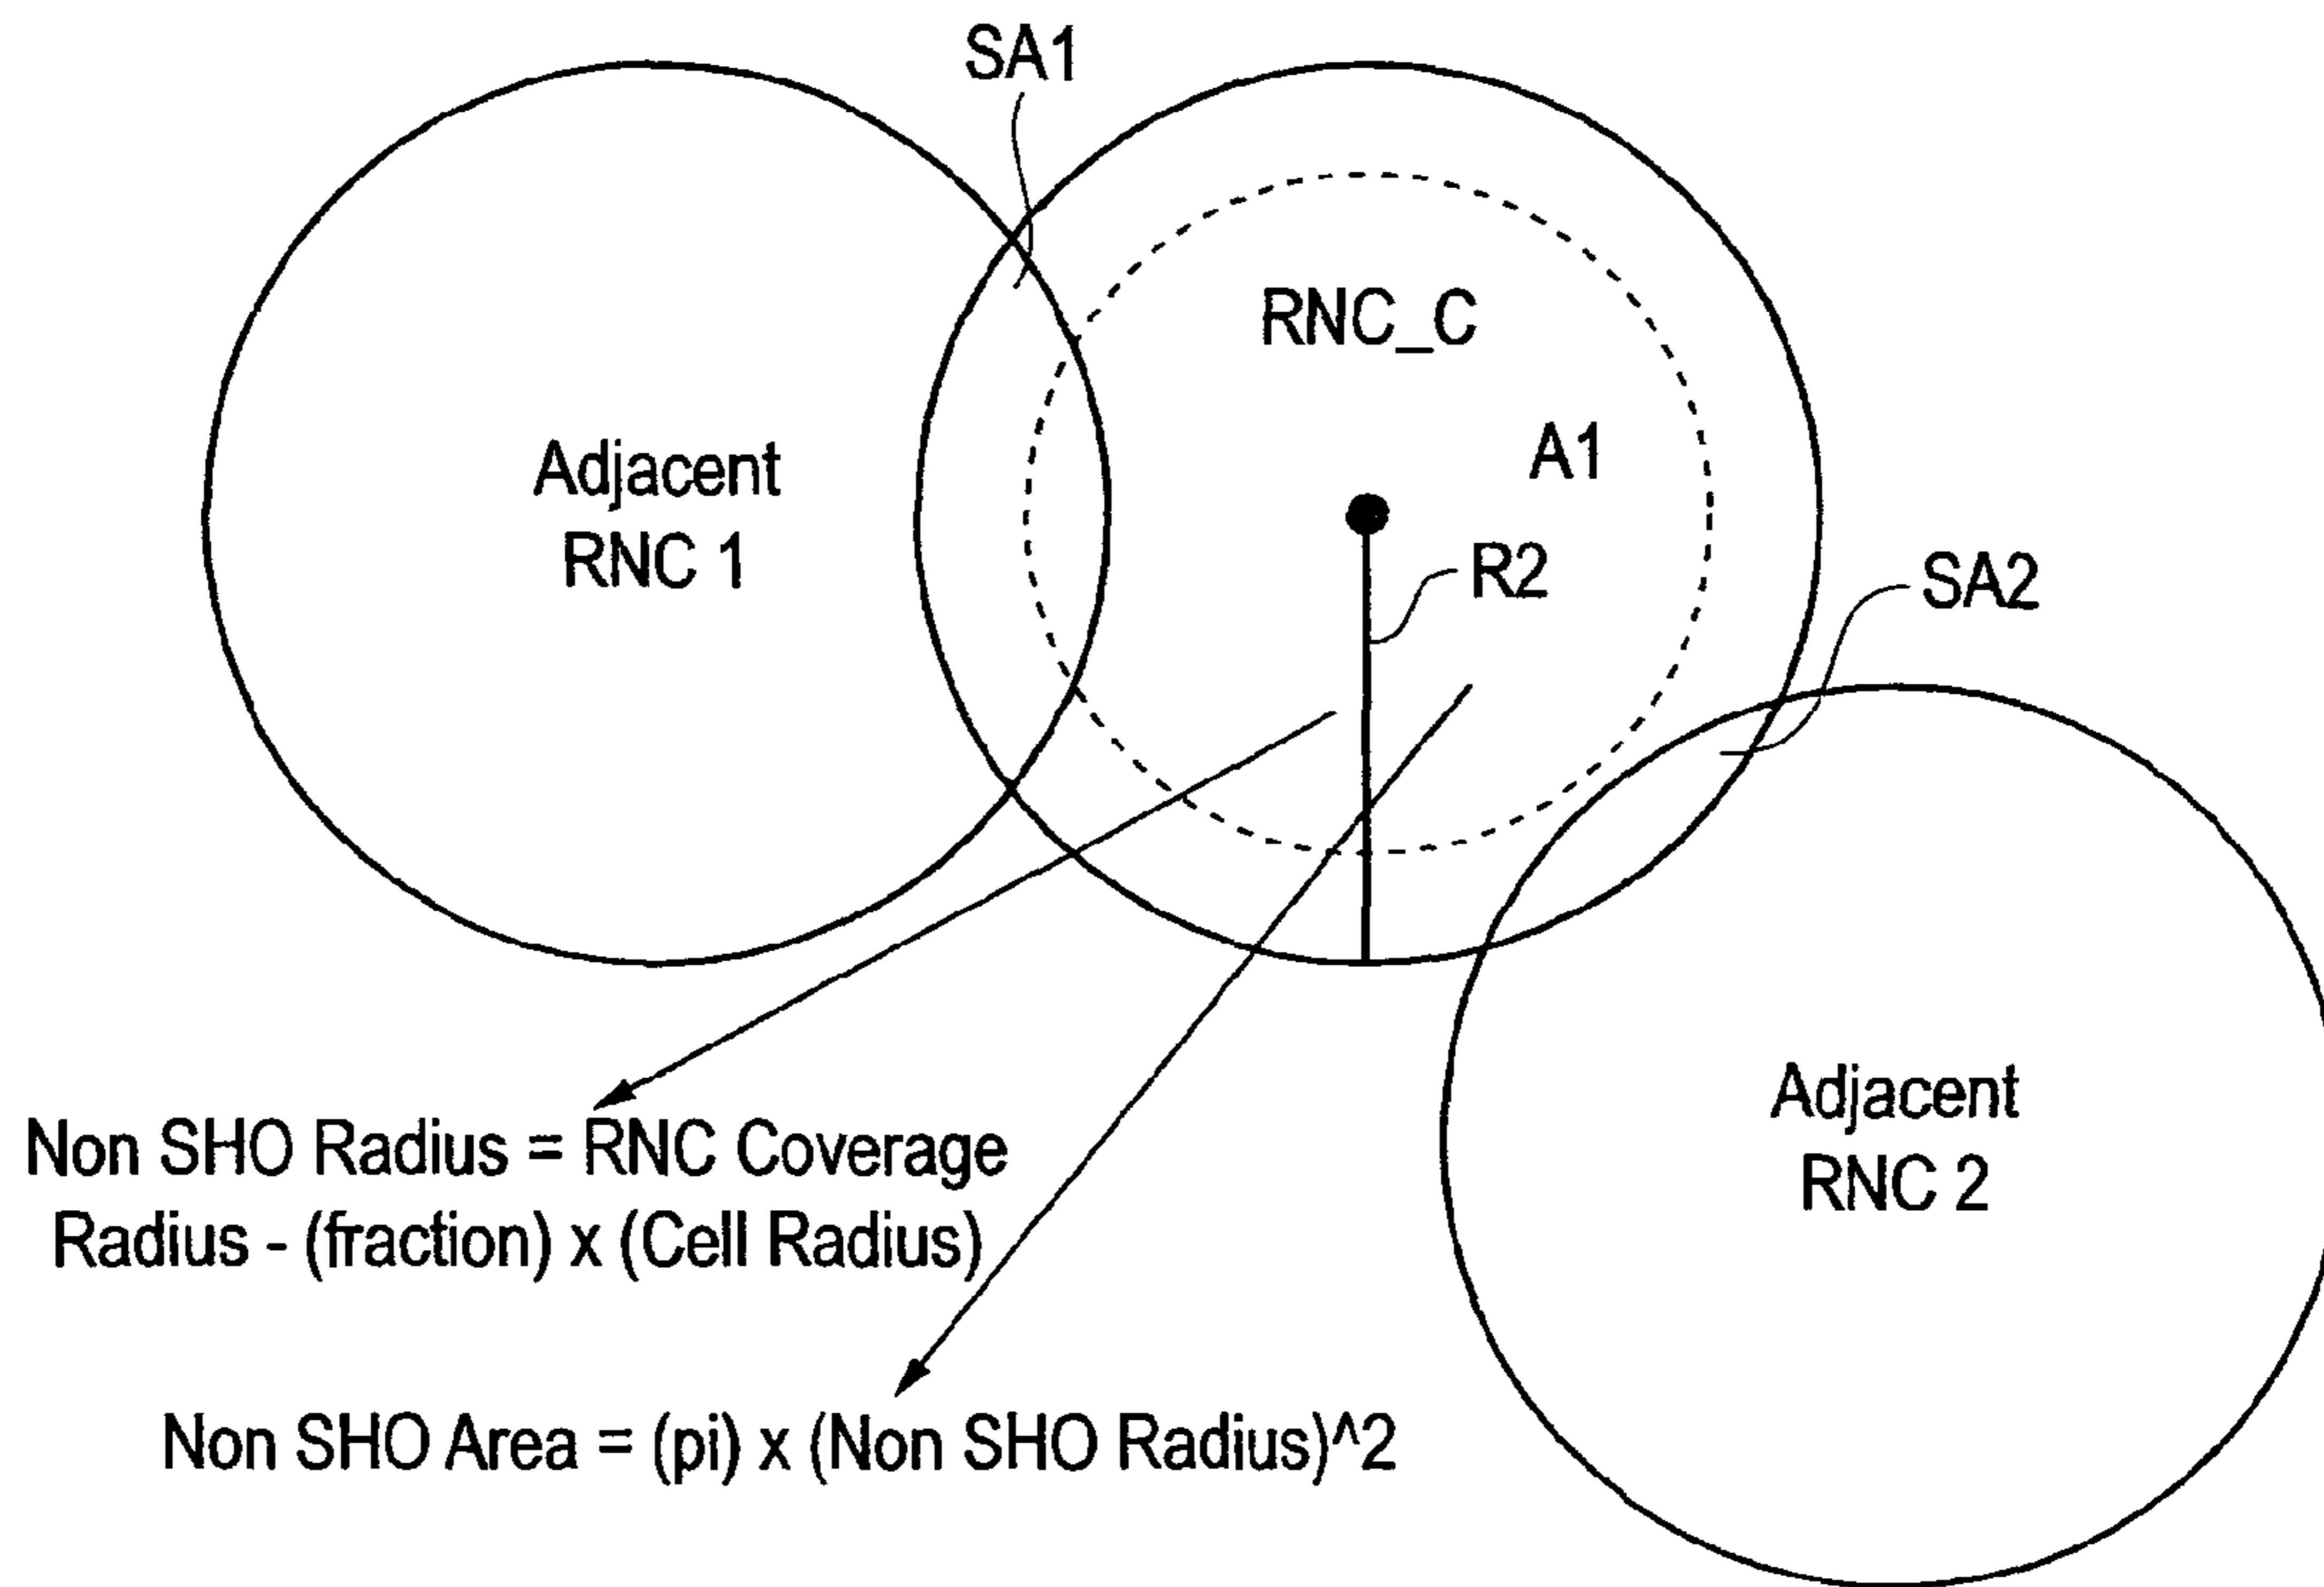 SA1
RNC_C
A1
Adjacent
RNC 1
R2
SA2
Adjacent
RNC 2
Non SHO Radius = RNC Coverage
Radius - (fraction) x (Cell Radius)
Non SHO Area = (pi) x (Non SHO Radius)^2